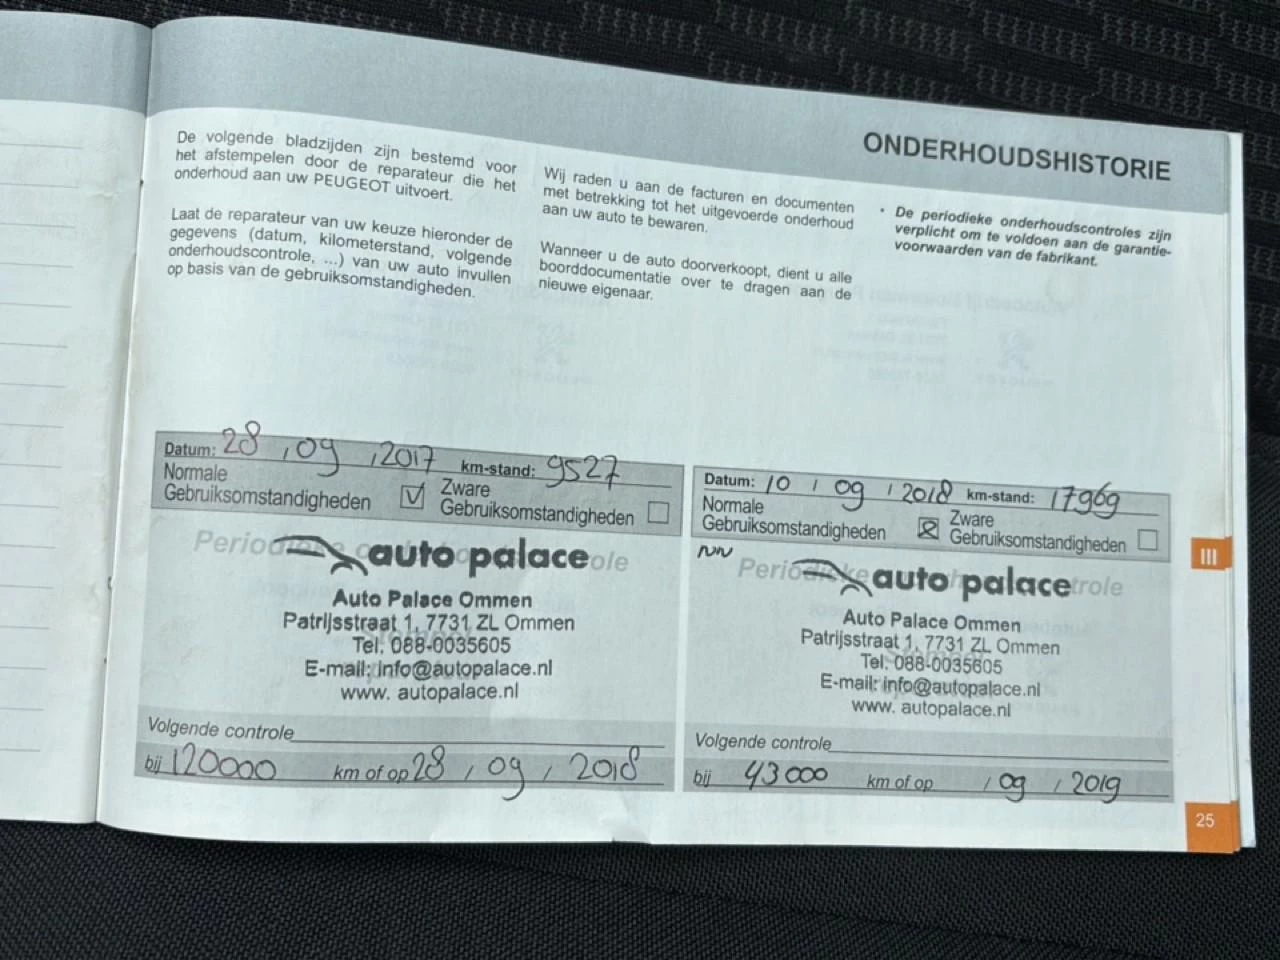 ONDERHOUDSHISTORIE
De volgende bladzijden zijn bestemd voor
het afstempelen door de reparateur die het
onderhoud aan uw PEUGEOT uitvoert.
Laat de reparateur van uw keuze hieronder de
gegevens (datum, kilometerstand, volgende
onderhoudscontrole, ...) van uw auto invullen
op basis van de gebruiksomstandigheden.
Wij raden u aan de facturen en documenten
met betrekking tot het uitgevoerde onderhoud
aan uw auto te bewaren.
Wanneer u de auto doorverkoopt, dient u alle
boorddocumentatie over te dragen aan de
nieuwe eigenaar.
• De periodieke onderhoudscontroles zijn
verplicht om te voldoen aan de garantie-
voorwaarden van de fabrikant.
Datum: 28 / 09 / 2017 km-stand: 9527
Normale
Gebruiksomstandigheden
Zware
Gebruiksomstandigheden
auto palace
Auto Palace Ommen
Patrijsstraat 1, 7731 ZL Ommen
Tel. 088-0035605
E-mail: info@autopalace.nl
www. autopalace.nl
Volgende controle
bij 120000 km of op 28 / 09 / 2018
Datum: 10 / 09 / 2018 km-stand: 17969
Normale
Gebruiksomstandigheden
Zware
Gebruiksomstandigheden
auto palace
Auto Palace Ommen
Patrijsstraat 1, 7731 ZL Ommen
Tel. 088-0035605
E-mail: info@autopalace.nl
www. autopalace.nl
Volgende controle
bij 43000 km of op / 09 / 2019
III
25